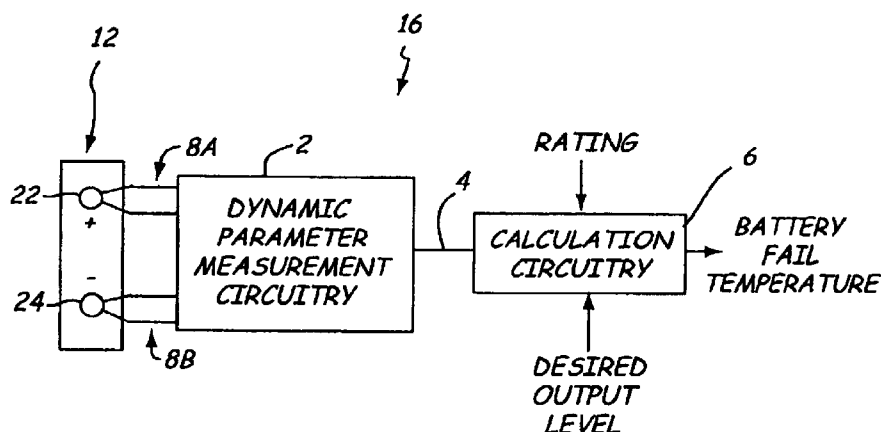 12
16
8A
2
RATING
6
22
+
DYNAMIC
PARAMETER
MEASUREMENT
CIRCUITRY
4
CALCULATION
CIRCUITRY
BATTERY
FAIL
TEMPERATURE
-
24
8B
DESIRED
OUTPUT
LEVEL